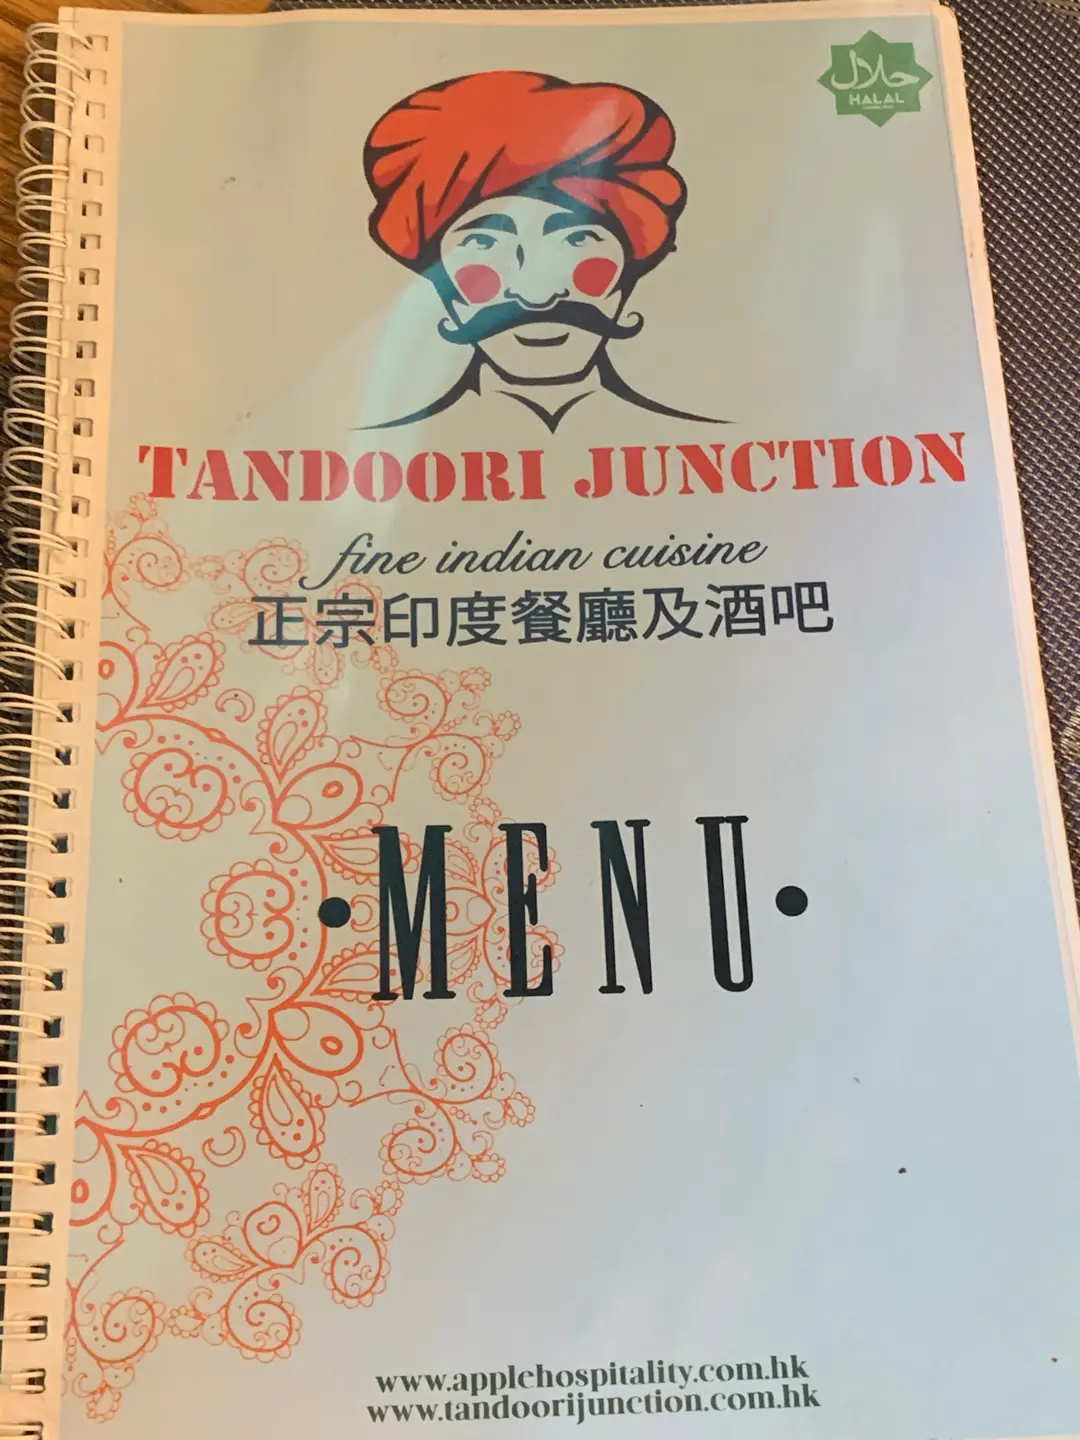 حلال
HALAL
TANDOORI JUNCTION
fine indian cuisine
正宗印度餐廳及酒吧
•MENU•
www.applehospitality.com.hk
www.tandoorijunction.com.hk